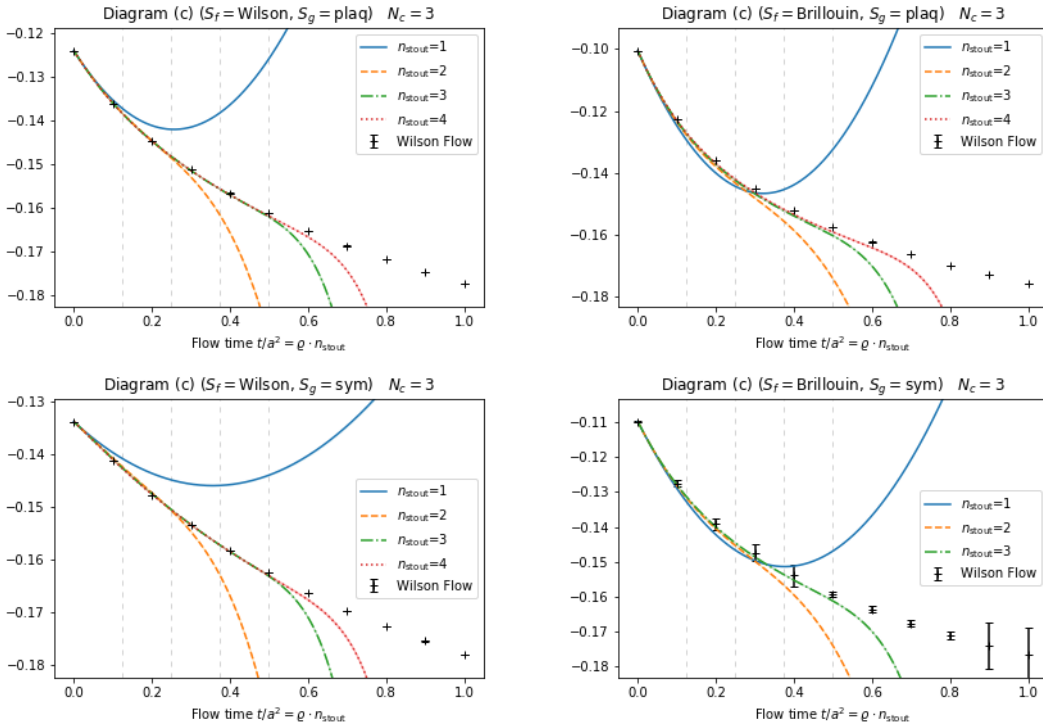 Diagram (c) (S_f = Wilson, S_g = plaq) N_c = 3
−0.12
−0.13
−0.14
−0.15
−0.16
−0.17
−0.18
n_stout=1
n_stout=2
n_stout=3
n_stout=4
Wilson Flow
0.0 0.2 0.4 0.6 0.8 1.0
Flow time t/a² = ϱ · n_stout
Diagram (c) (S_f = Brillouin, S_g = plaq) N_c = 3
−0.10
−0.12
−0.14
−0.16
−0.18
n_stout=1
n_stout=2
n_stout=3
n_stout=4
Wilson Flow
0.0 0.2 0.4 0.6 0.8 1.0
Flow time t/a² = ϱ · n_stout
Diagram (c) (S_f = Wilson, S_g = sym) N_c = 3
−0.13
−0.14
−0.15
−0.16
−0.17
−0.18
n_stout=1
n_stout=2
n_stout=3
n_stout=4
Wilson Flow
0.0 0.2 0.4 0.6 0.8 1.0
Flow time t/a² = ϱ · n_stout
Diagram (c) (S_f = Brillouin, S_g = sym) N_c = 3
−0.11
−0.12
−0.13
−0.14
−0.15
−0.16
−0.17
−0.18
n_stout=1
n_stout=2
n_stout=3
Wilson Flow
0.0 0.2 0.4 0.6 0.8 1.0
Flow time t/a² = ϱ · n_stout